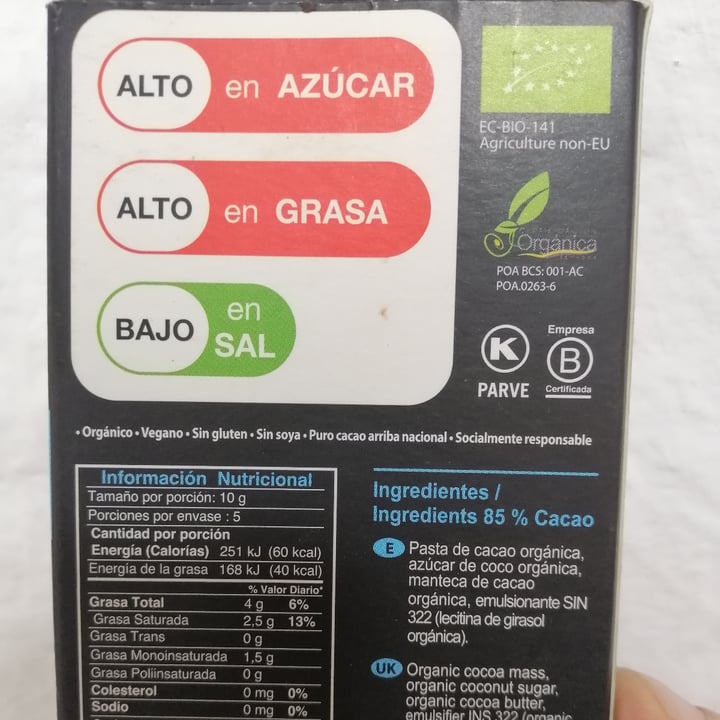 ALTO en AZÚCAR
ALTO en GRASA
BAJO en SAL
EC-BIO-141
Agriculture non-EU
Orgánica
POA BCS: 001-AC
POA.0263-6
K
PARVE
Empresa
B
Certificada
• Orgánico • Vegano • Sin gluten • Sin soya • Puro cacao arriba nacional • Socialmente responsable
Información Nutricional
Tamaño por porción: 10 g
Porciones por envase : 5
Cantidad por porción
Energía (Calorías) 251 kJ (60 kcal)
Energía de la grasa 168 kJ (40 kcal)
% Valor Diario*
Grasa Total 4 g 6%
Grasa Saturada 2,5 g 13%
Grasa Trans 0 g
Grasa Monoinsaturada 1,5 g
Grasa Poliinsaturada 0 g
Colesterol 0 mg 0%
Sodio 0 mg 0%
Ingredientes /
Ingredients 85 % Cacao
E Pasta de cacao orgánica,
azúcar de coco orgánica,
manteca de cacao
orgánica, emulsionante SIN
322 (lecitina de girasol
orgánica).
UK Organic cocoa mass,
organic coconut sugar,
organic cocoa butter,
emulsifier INS 322 (organic